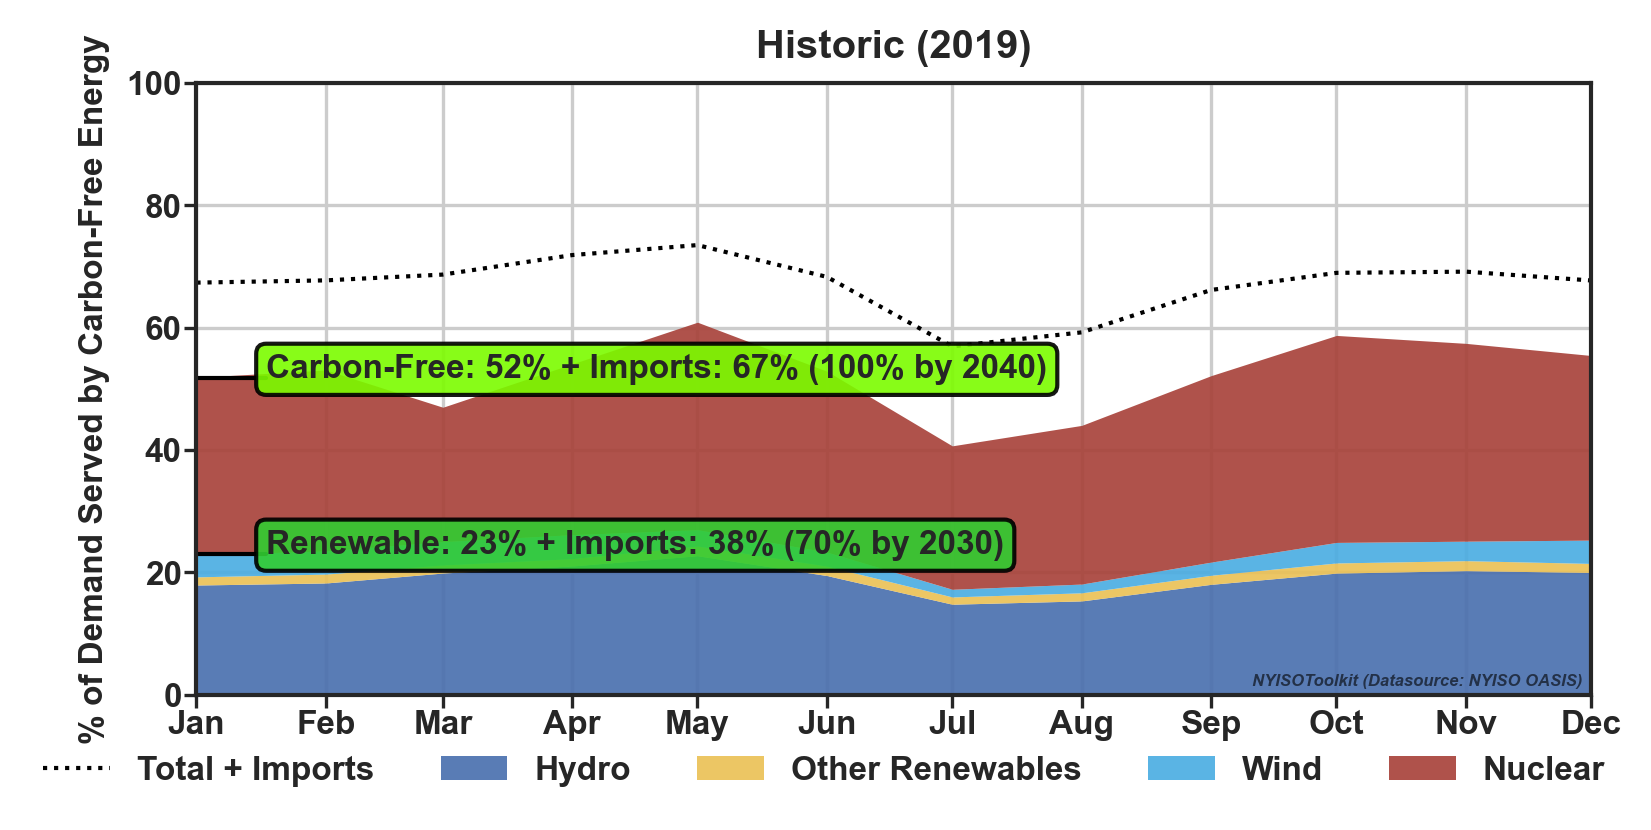 Historic (2019)
% of Demand Served by Carbon-Free Energy
100
80
60
40
20
0
Carbon-Free: 52% + Imports: 67% (100% by 2040)
Renewable: 23% + Imports: 38% (70% by 2030)
NYISOToolkit (Datasource: NYISO OASIS)
Jan Feb Mar Apr May Jun Jul Aug Sep Oct Nov Dec
Total + Imports Hydro Other Renewables Wind Nuclear